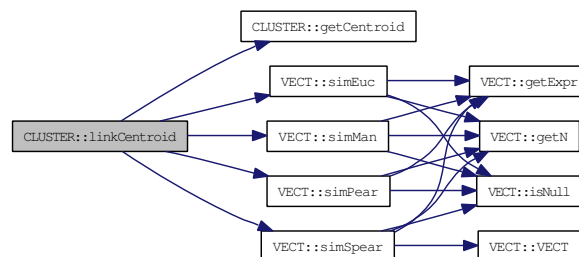 CLUSTER::linkCentroid
CLUSTER::getCentroid
VECT::simEuc
VECT::simMan
VECT::simPear
VECT::simSpear
VECT::getExpr
VECT::getN
VECT::isNull
VECT::VECT